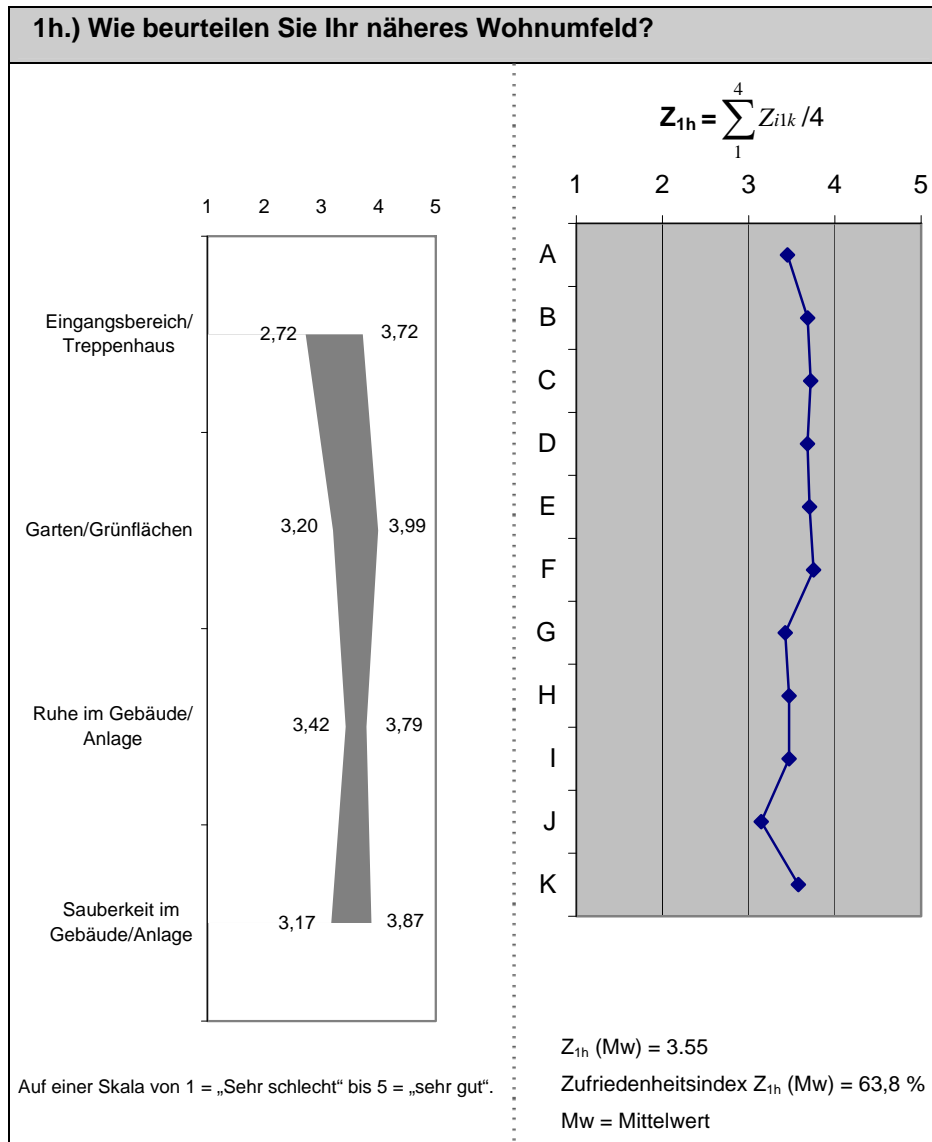 1h.) Wie beurteilen Sie Ihr näheres Wohnumfeld?
1 2 3 4 5
Eingangsbereich/
Treppenhaus
2,72 3,72
Garten/Grünflächen
3,20 3,99
Ruhe im Gebäude/
Anlage
3,42 3,79
Sauberkeit im
Gebäude/Anlage
3,17 3,87
Auf einer Skala von 1 = „Sehr schlecht“ bis 5 = „sehr gut“.
4
Z1h = ∑ Zi1k /4
1
1 2 3 4 5
A
B
C
D
E
F
G
H
I
J
K
Z1h (Mw) = 3.55
Zufriedenheitsindex Z1h (Mw) = 63,8 %
Mw = Mittelwert